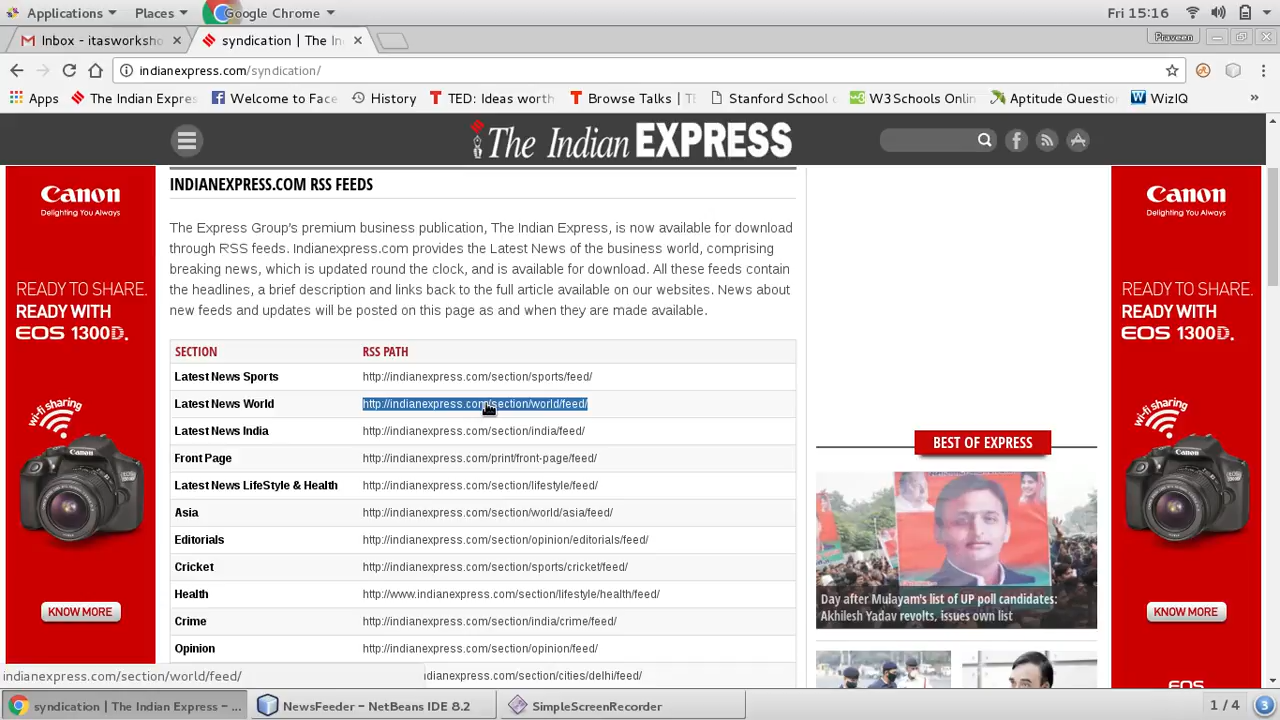 Applications Places Google Chrome Fri 15:16
Inbox - itasworksho syndication | The In Praveen
indianexpress.com/syndication/
Apps The Indian Expres Welcome to Face History TED: Ideas worth Browse Talks | T Stanford School W3Schools Onlin Aptitude Questio WizIQ »
The Indian EXPRESS
Canon
Delighting You Always
READY TO SHARE.
READY WITH
EOS 1300D.
wi-fi sharing
Canon
KNOW MORE
INDIANEXPRESS.COM RSS FEEDS
The Express Group's premium business publication, The Indian Express, is now available for download
through RSS feeds. Indianexpress.com provides the Latest News of the business world, comprising
breaking news, which is updated round the clock, and is available for download. All these feeds contain
the headlines, a brief description and links back to the full article available on our websites. News about
new feeds and updates will be posted on this page as and when they are made available.
SECTION RSS PATH
Latest News Sports http://indianexpress.com/section/sports/feed/
Latest News World http://indianexpress.com/section/world/feed/
Latest News India http://indianexpress.com/section/india/feed/
Front Page http://indianexpress.com/print/front-page/feed/
Latest News LifeStyle & Health http://indianexpress.com/section/lifestyle/feed/
Asia http://indianexpress.com/section/world/asia/feed/
Editorials http://indianexpress.com/section/opinion/editorials/feed/
Cricket http://indianexpress.com/section/sports/cricket/feed/
Health http://www.indianexpress.com/section/lifestyle/health/feed/
Crime http://indianexpress.com/section/india/crime/feed/
Opinion http://indianexpress.com/section/opinion/feed/
dianexpress.com/section/cities/delhi/feed/
BEST OF EXPRESS
Day after Mulayam's list of UP poll candidates:
Akhilesh Yadav revolts, issues own list
Canon
Delighting You Always
READY TO SHARE.
READY WITH
EOS 1300D.
wi-fi sharing
Canon
KNOW MORE
EOS
indianexpress.com/section/world/feed/
syndication | The Indian Express – ... NewsFeeder – NetBeans IDE 8.2 SimpleScreenRecorder 1 / 4 3